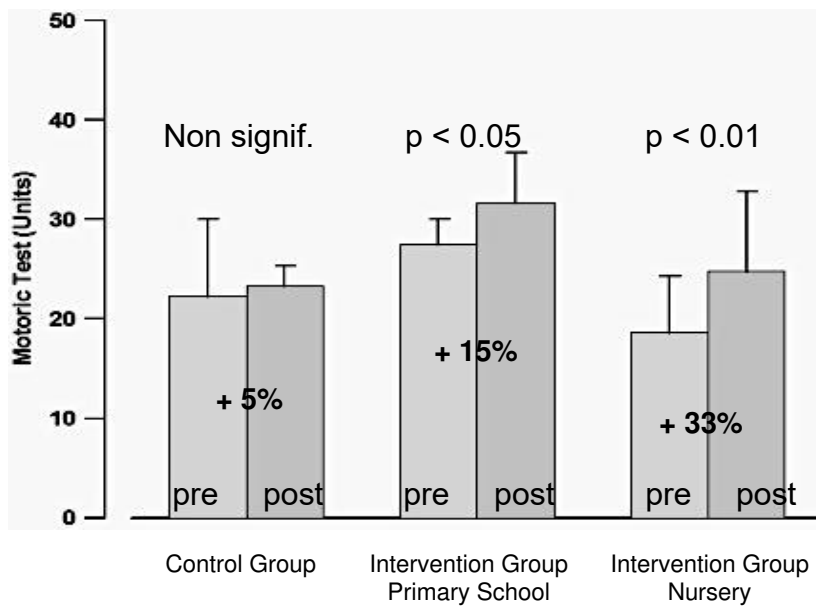 50
40
30
20
10
0
Motoric Test (Units)
Non signif.
p < 0.05
p < 0.01
+ 5%
+ 15%
+ 33%
pre
post
pre
post
pre
post
Control Group
Intervention Group
Primary School
Intervention Group
Nursery